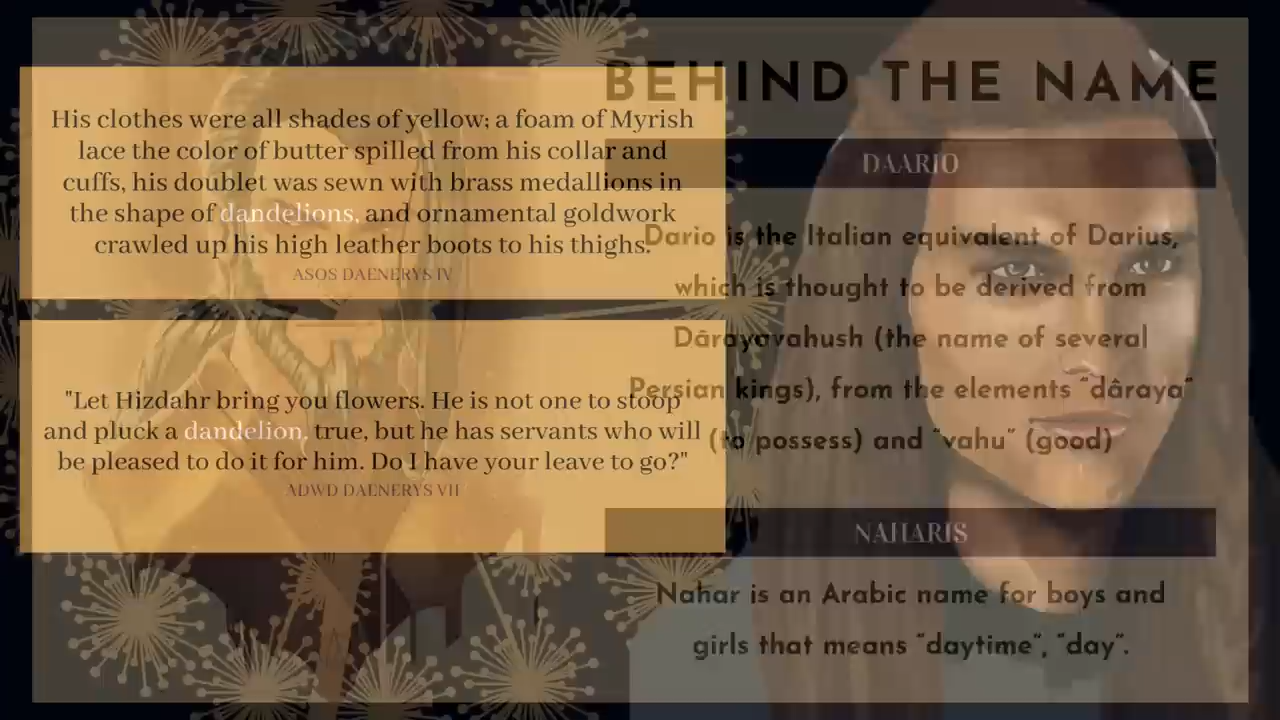 His clothes were all shades of yellow; a foam of Myrish
lace the color of butter spilled from his collar and
cuffs, his doublet was sewn with brass medallions in
the shape of dandelions, and ornamental goldwork
crawled up his high leather boots to his thighs.
ASOS DAENERYS IV
"Let Hizdahr bring you flowers. He is not one to stoop
and pluck a dandelion, true, but he has servants who will
be pleased to do it for him. Do I have your leave to go?"
ADWD DAENERYS VII
BEHIND THE NAME
DAARIO
Dario is the Italian equivalent of Darius,
which is thought to be derived from
Dārayavahush (the name of several
Persian kings), from the elements “dâraya”
(to possess) and “vahu” (good)
NAHARIS
Nahar is an Arabic name for boys and
girls that means “daytime”, “day”.